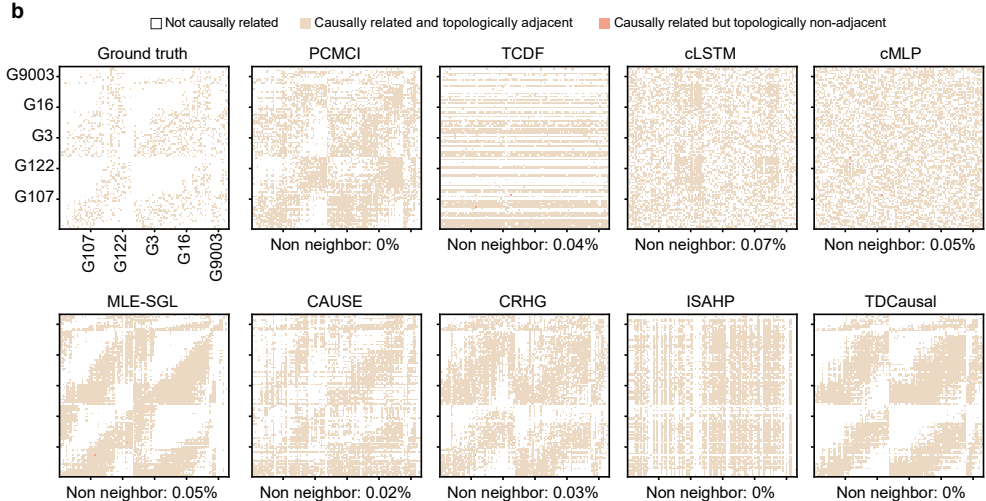 b
Not causally related
Causally related and topologically adjacent
Causally related but topologically non-adjacent
Ground truth
PCMCI
TCDF
cLSTM
cMLP
G9003
G16
G3
G122
G107
G107
G122
G3
G16
G9003
Non neighbor: 0%
Non neighbor: 0.04%
Non neighbor: 0.07%
Non neighbor: 0.05%
MLE-SGL
CAUSE
CRHG
ISAHP
TDCausal
Non neighbor: 0.05%
Non neighbor: 0.02%
Non neighbor: 0.03%
Non neighbor: 0%
Non neighbor: 0%